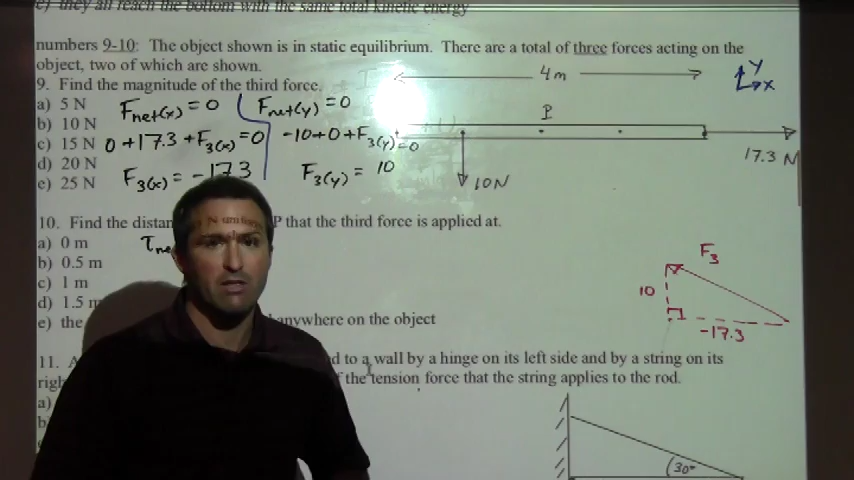 e) they all reach the bottom with the same total kinetic energy
numbers 9-10: The object shown is in static equilibrium. There are a total of three forces acting on the
object, two of which are shown.
9. Find the magnitude of the third force.
a) 5 N
b) 10 N
c) 15 N
d) 20 N
e) 25 N
Fnet(x) = 0
0 + 17.3 + F3(x) = 0
F3(x) = -17.3
Fnet(y) = 0
-10 + 0 + F3(y) = 0
F3(y) = 10
4m
P
10N
17.3 N
Y
X
10. Find the P that the third force is applied at.
a) 0 m
b) 0.5 m
c) 1 m
d) 1.5
e) the anywhere on the object
F3
10
-17.3
11. to a wall by a hinge on its left side and by a string on its
the tension force that the string applies to the rod.
a)
30°